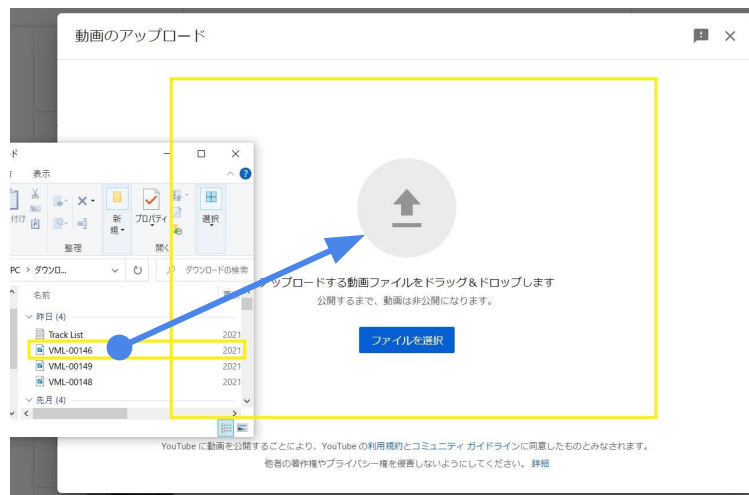 動画のアップロード
ード
表示
付け
新
規
プロパティ
選択
整理
開く
PC › ダウンロ...
ダウンロードの検索
名前
昨日 (4)
Track List 2021
VML-00146 2021
VML-00149 2021
VML-00148 2021
先月 (4)
アップロードする動画ファイルをドラッグ＆ドロップします
公開するまで、動画は非公開になります。
ファイルを選択
YouTube に動画を公開することにより、YouTube の利用規約とコミュニティ ガイドラインに同意したものとみなされます。
他者の著作権やプライバシー権を侵害しないようにしてください。 詳細